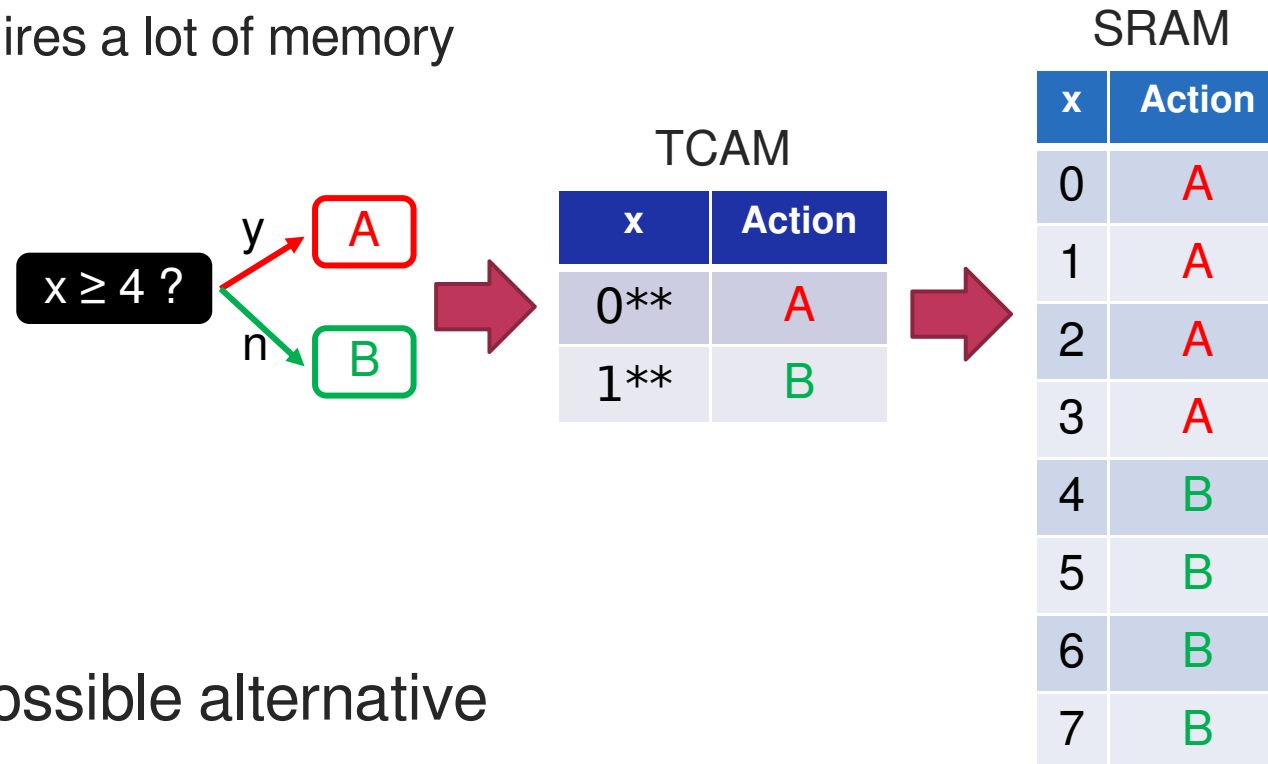 ires a lot of memory
x ≥ 4 ?
y
A
n
B
TCAM
x Action
0** A
1** B
SRAM
x Action
0 A
1 A
2 A
3 A
4 B
5 B
6 B
7 B
ossible alternative